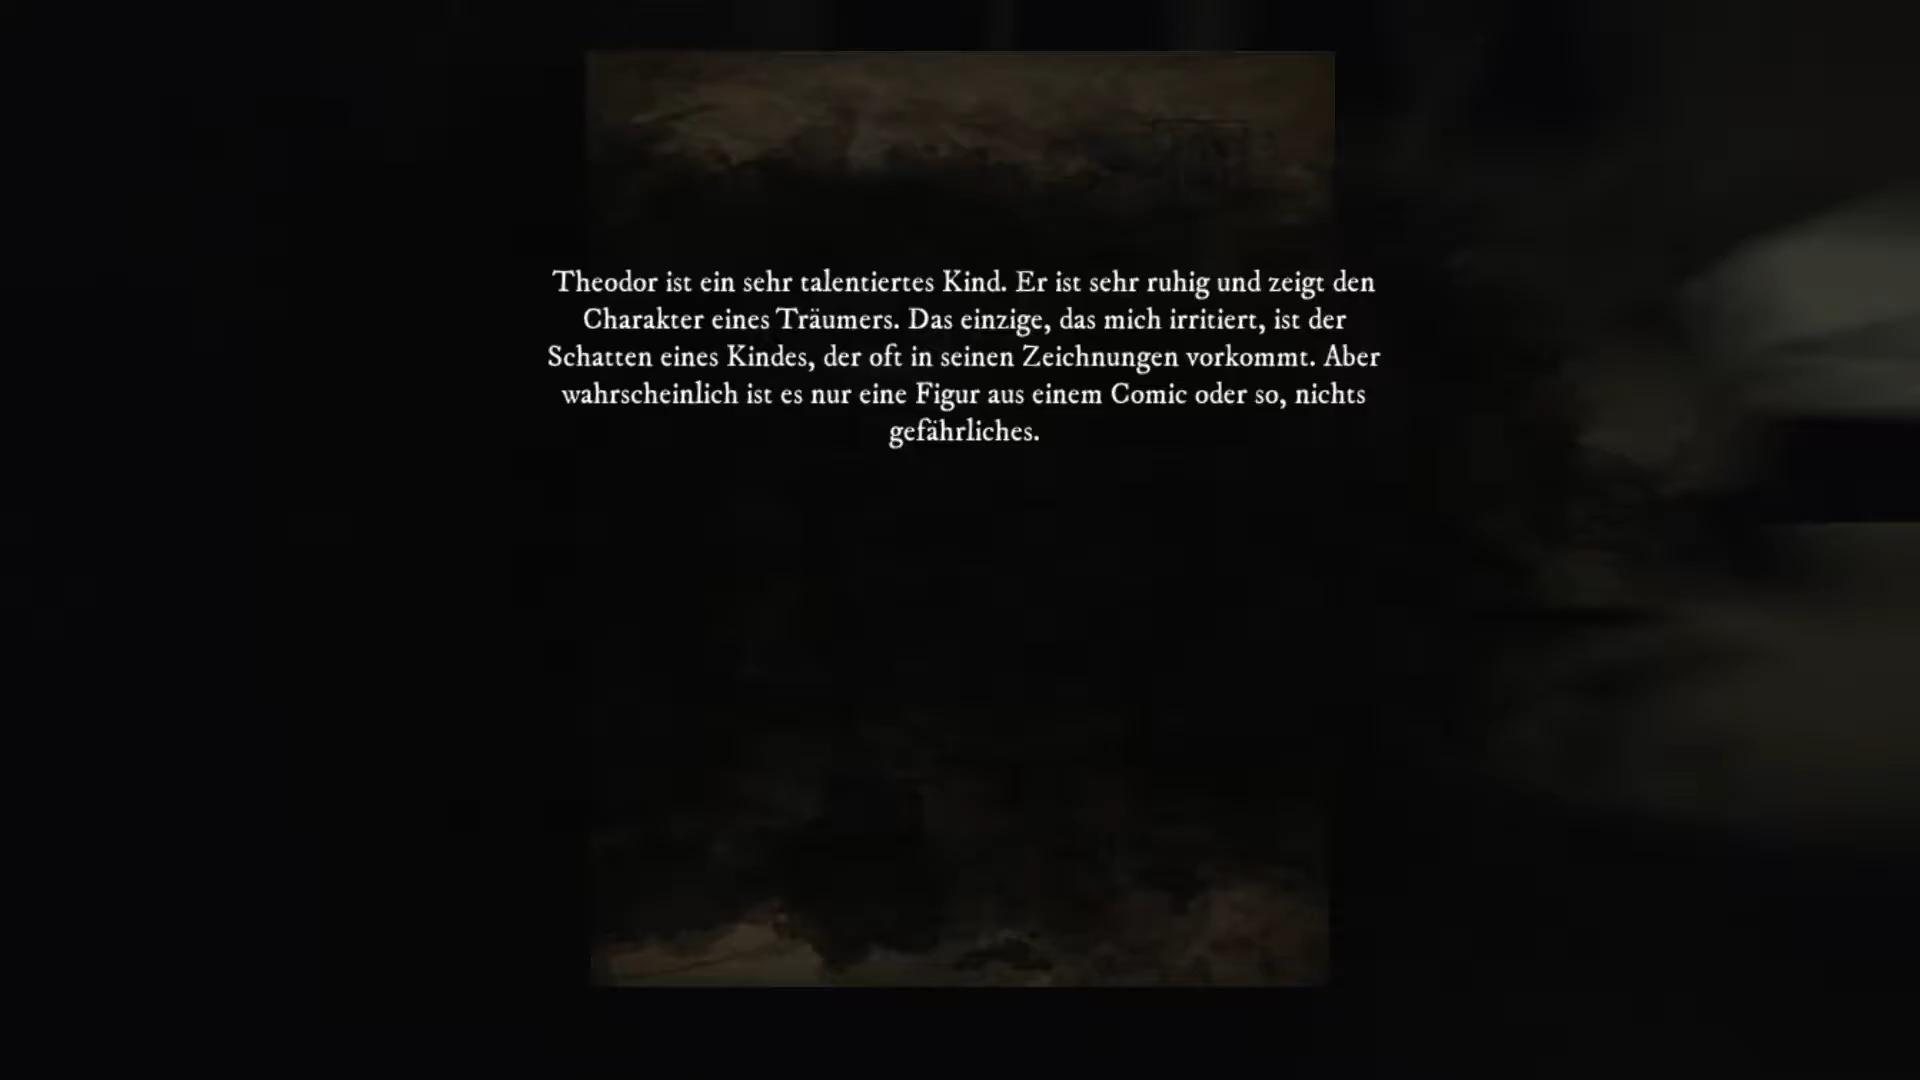 Theodor ist ein sehr talentiertes Kind. Er ist sehr ruhig und zeigt den
Charakter eines Träumers. Das einzige, das mich irritiert, ist der
Schatten eines Kindes, der oft in seinen Zeichnungen vorkommt. Aber
wahrscheinlich ist es nur eine Figur aus einem Comic oder so, nichts
gefährliches.